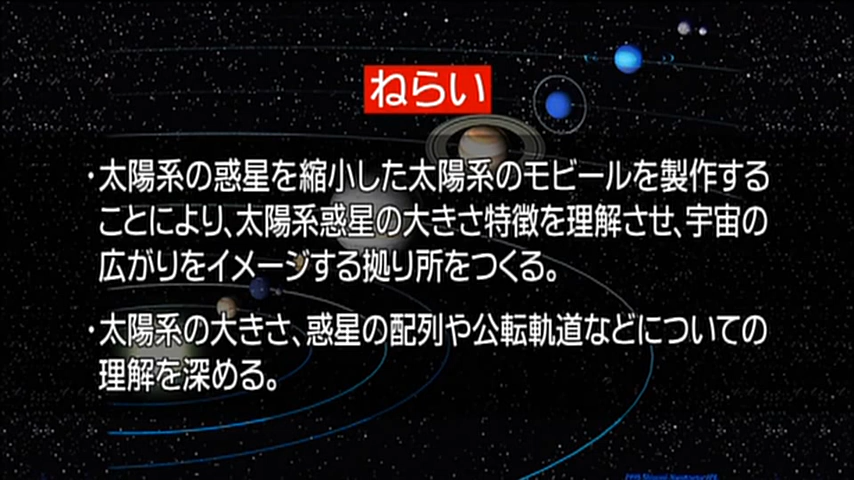 ねらい
・太陽系の惑星を縮小した太陽系のモビールを製作する
ことにより、太陽系惑星の大きさ特徴を理解させ、宇宙の
広がりをイメージする拠り所をつくる。
・太陽系の大きさ、惑星の配列や公転軌道などについての
理解を深める。